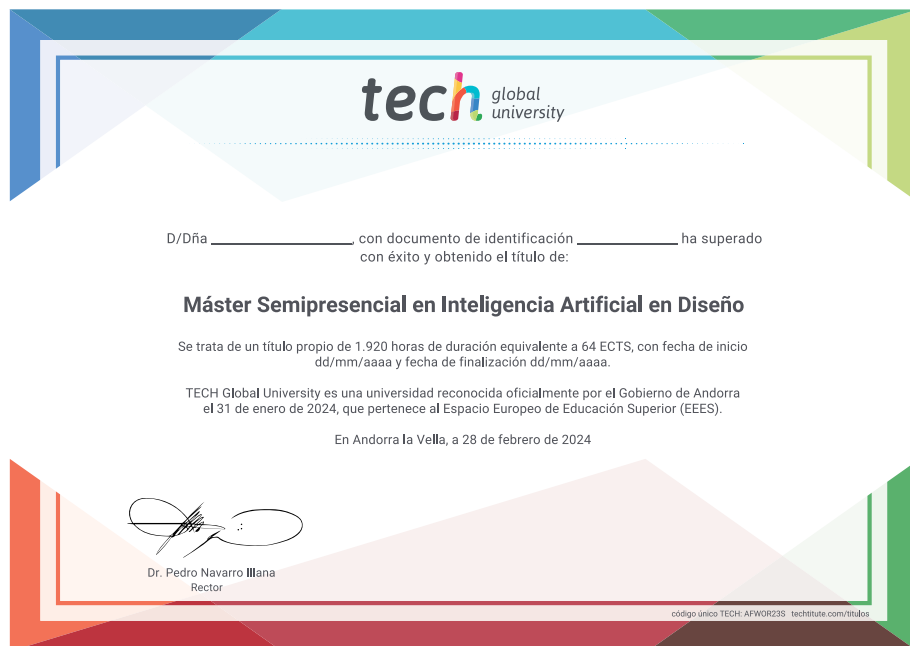 tech global
university
D/Dña ________________, con documento de identificación ____________ ha superado
con éxito y obtenido el título de:
Máster Semipresencial en Inteligencia Artificial en Diseño
Se trata de un título propio de 1.920 horas de duración equivalente a 64 ECTS, con fecha de inicio
dd/mm/aaaa y fecha de finalización dd/mm/aaaa.
TECH Global University es una universidad reconocida oficialmente por el Gobierno de Andorra
el 31 de enero de 2024, que pertenece al Espacio Europeo de Educación Superior (EEES).
En Andorra la Vella, a 28 de febrero de 2024
Dr. Pedro Navarro Illana
Rector
código único TECH: AFWOR23S techtitute.com/titulos